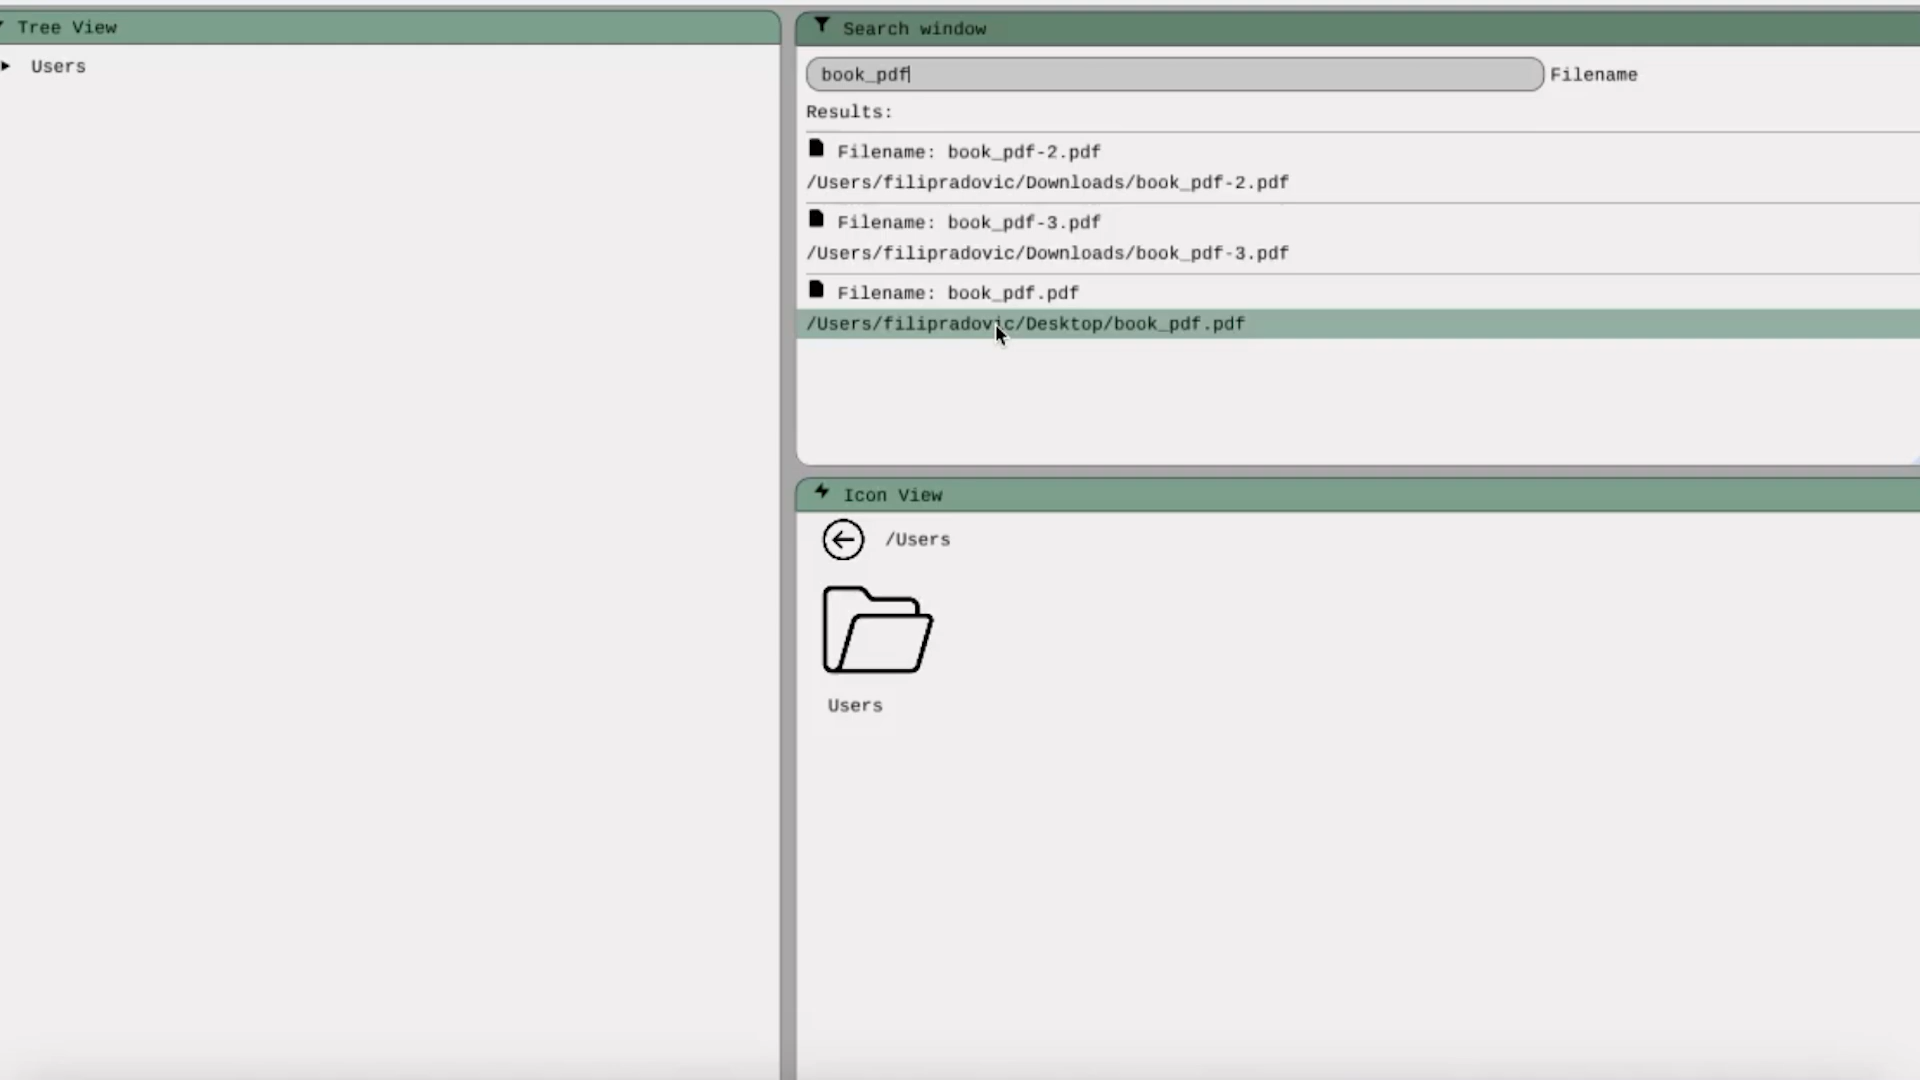 Tree View
Users
Search window
book_pdf
Filename
Results:
Filename: book_pdf-2.pdf
/Users/filipradovic/Downloads/book_pdf-2.pdf
Filename: book_pdf-3.pdf
/Users/filipradovic/Downloads/book_pdf-3.pdf
Filename: book_pdf.pdf
/Users/filipradovic/Desktop/book_pdf.pdf
Icon View
/Users
Users